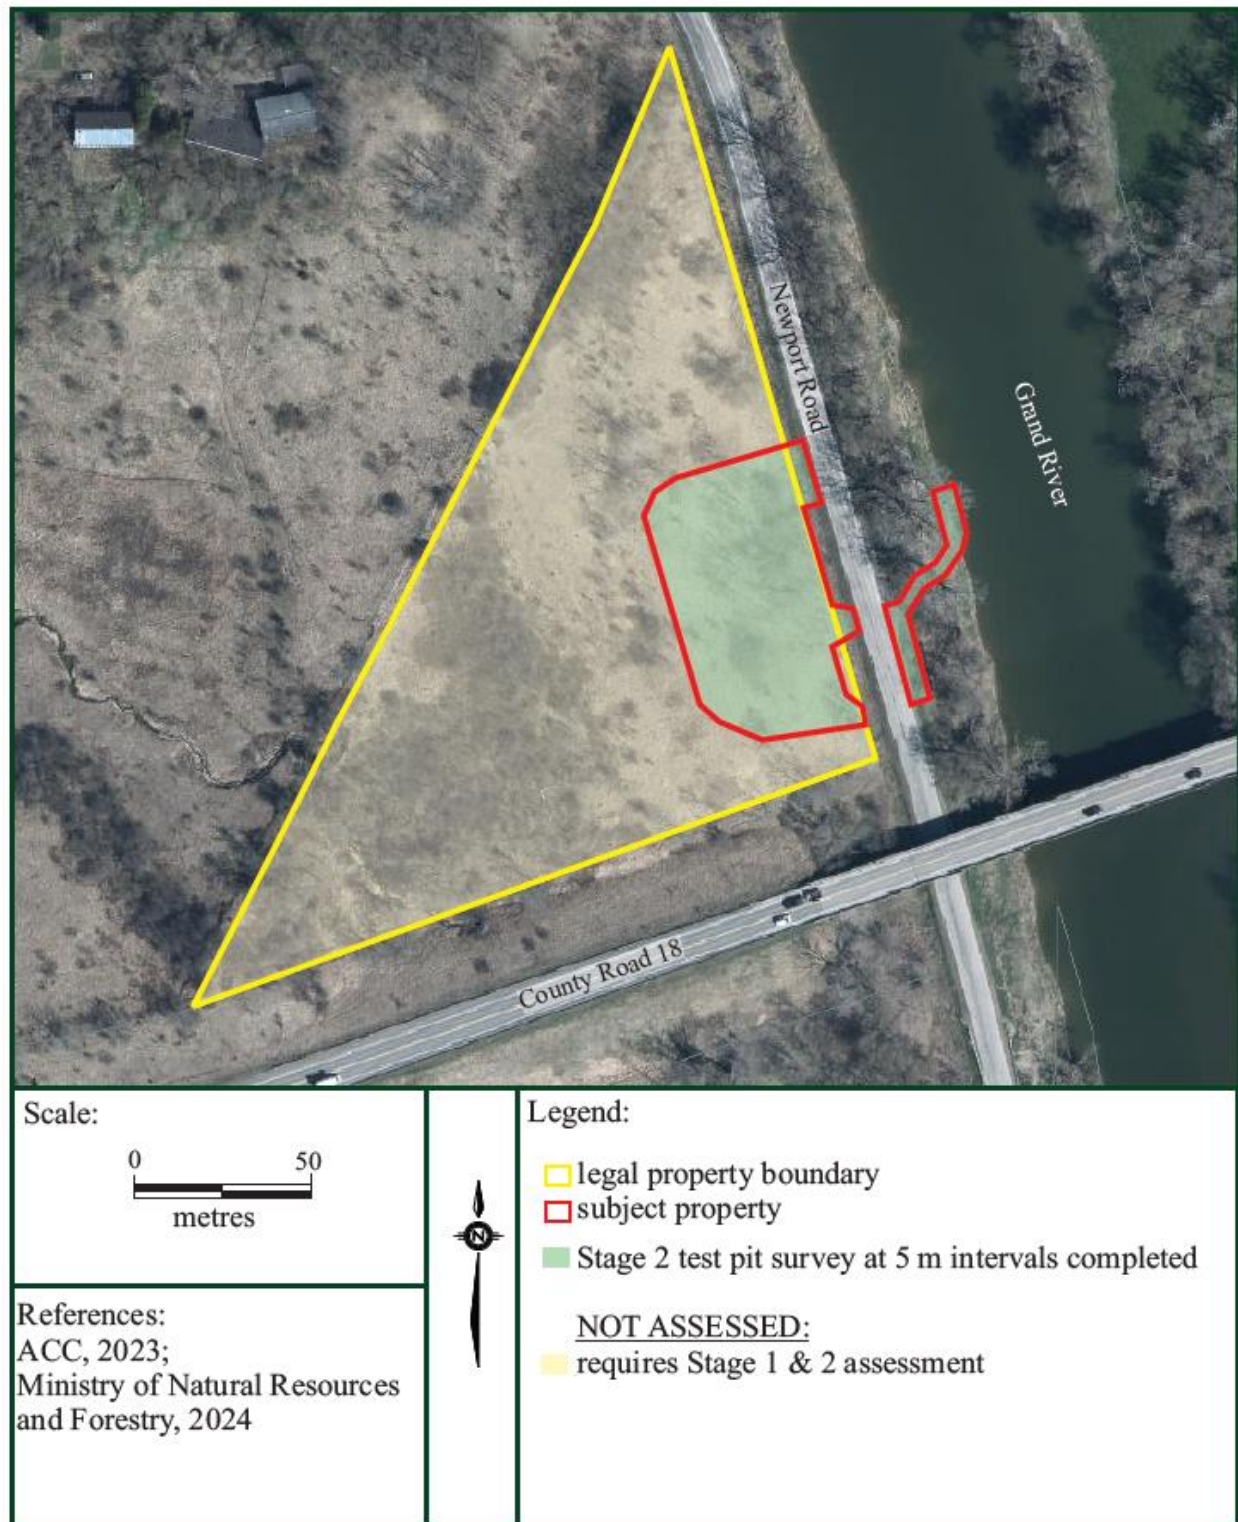 Newport Road
Grand River
County Road 18
Scale:
0 50
metres
References:
ACC, 2023;
Ministry of Natural Resources
and Forestry, 2024
N
Legend:
legal property boundary
subject property
Stage 2 test pit survey at 5 m intervals completed
NOT ASSESSED:
requires Stage 1 & 2 assessment